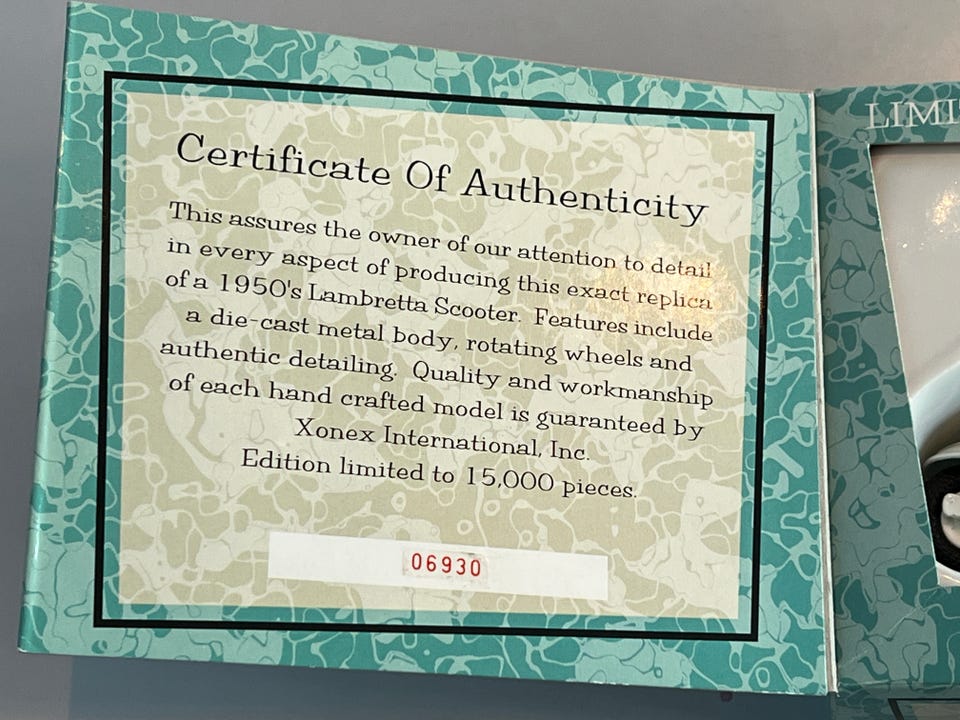 Certificate Of Authenticity
This assures the owner of our attention to detail
in every aspect of producing this exact replica
of a 1950's Lambretta Scooter. Features include
a die-cast metal body, rotating wheels and
authentic detailing. Quality and workmanship
of each hand crafted model is guaranteed by
Xonex International, Inc.
Edition limited to 15,000 pieces.
06930
LIMI